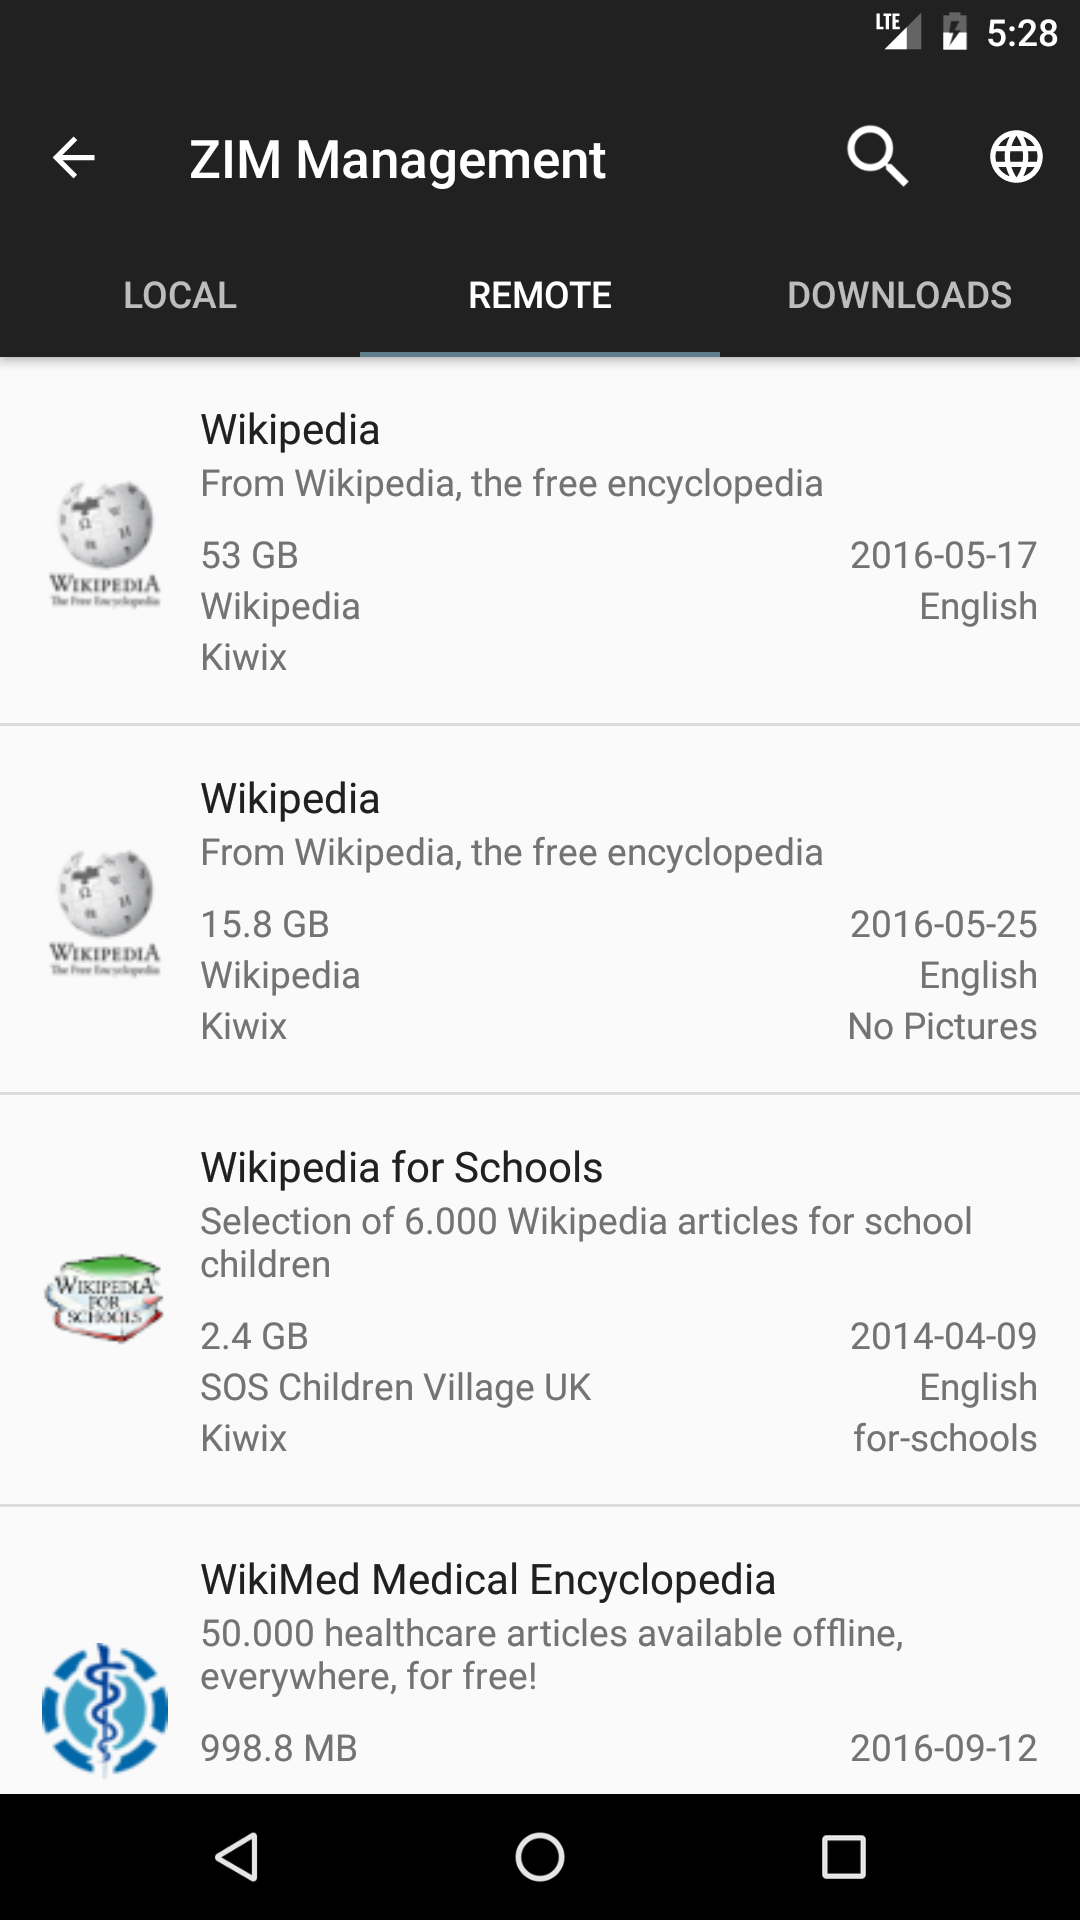 LTE 5:28
ZIM Management
LOCAL REMOTE DOWNLOADS
Wikipedia
From Wikipedia, the free encyclopedia
WIKIPEDIA
The Free Encyclopedia
53 GB 2016-05-17
Wikipedia English
Kiwix
Wikipedia
From Wikipedia, the free encyclopedia
WIKIPEDIA
The Free Encyclopedia
15.8 GB 2016-05-25
Wikipedia English
Kiwix No Pictures
Wikipedia for Schools
Selection of 6.000 Wikipedia articles for school
children
WIKIPEDIA
FOR
SCHOOLS
2.4 GB 2014-04-09
SOS Children Village UK English
Kiwix for-schools
WikiMed Medical Encyclopedia
50.000 healthcare articles available offline,
everywhere, for free!
998.8 MB 2016-09-12